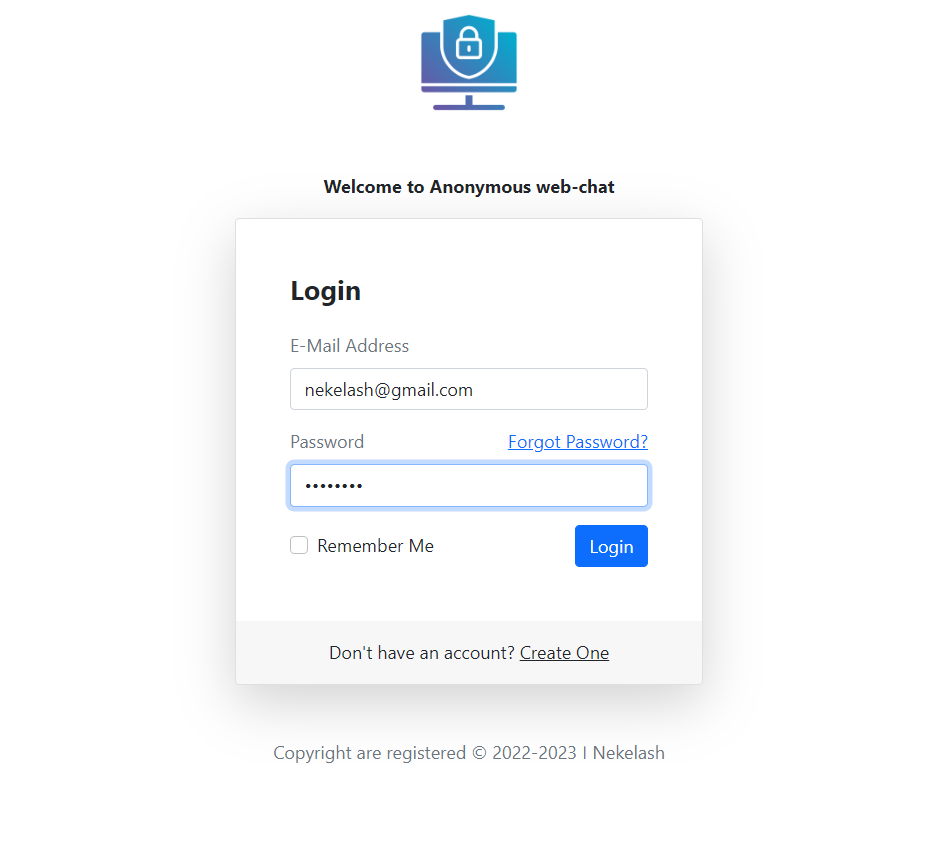 Welcome to Anonymous web-chat
Login
E-Mail Address
nekelash@gmail.com
Password Forgot Password?
••••••••
Remember Me Login
Don't have an account? Create One
Copyright are registered © 2022-2023 I Nekelash